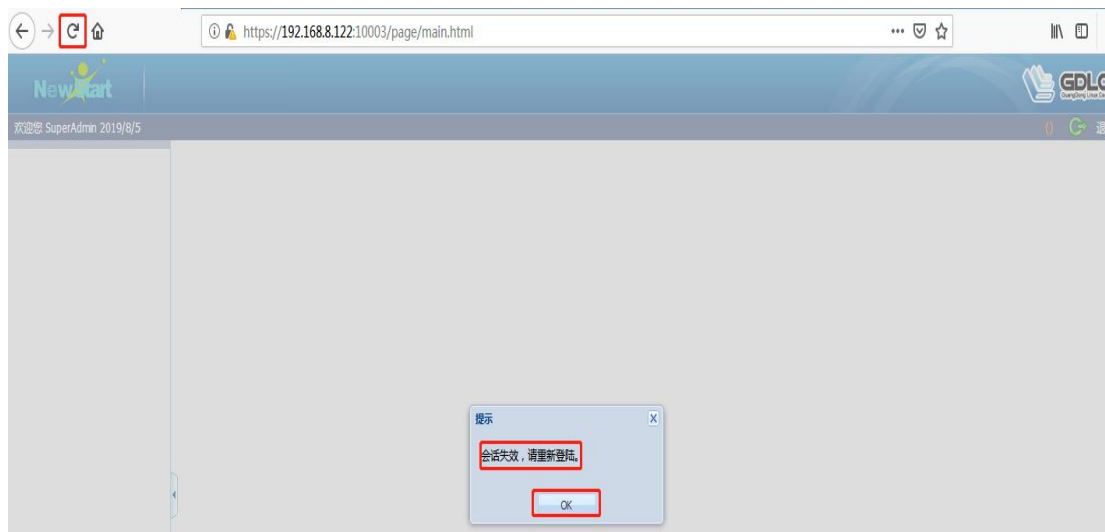 https://192.168.8.122:10003/page/main.html
NewStart
GDLC
欢迎您 SuperAdmin 2019/8/5
()
提示
会话失效，请重新登陆。
OK